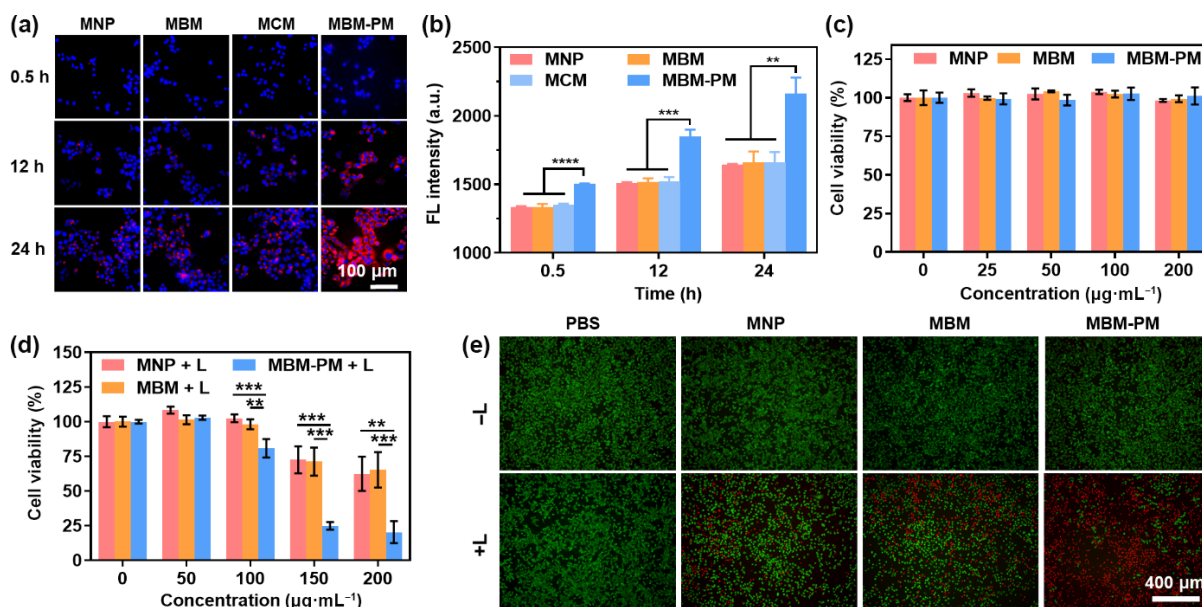 (a)
MNP MBM MCM MBM-PM
0.5 h
12 h
24 h
100 μm
(b)
2500
2000
1500
1000
FL intensity (a.u.)
MNP MBM
MCM MBM-PM
****
***
**
0.5 12 24
Time (h)
(c)
125
100
75
50
25
0
Cell viability (%)
MNP MBM MBM-PM
0 25 50 100 200
Concentration (μg·mL⁻¹)
(d)
150
125
100
75
50
25
0
Cell viability (%)
MNP + L MBM-PM + L
MBM + L
***
**
***
***
**
***
0 50 100 150 200
Concentration (μg·mL⁻¹)
(e)
PBS MNP MBM MBM-PM
−L
+L
400 μm